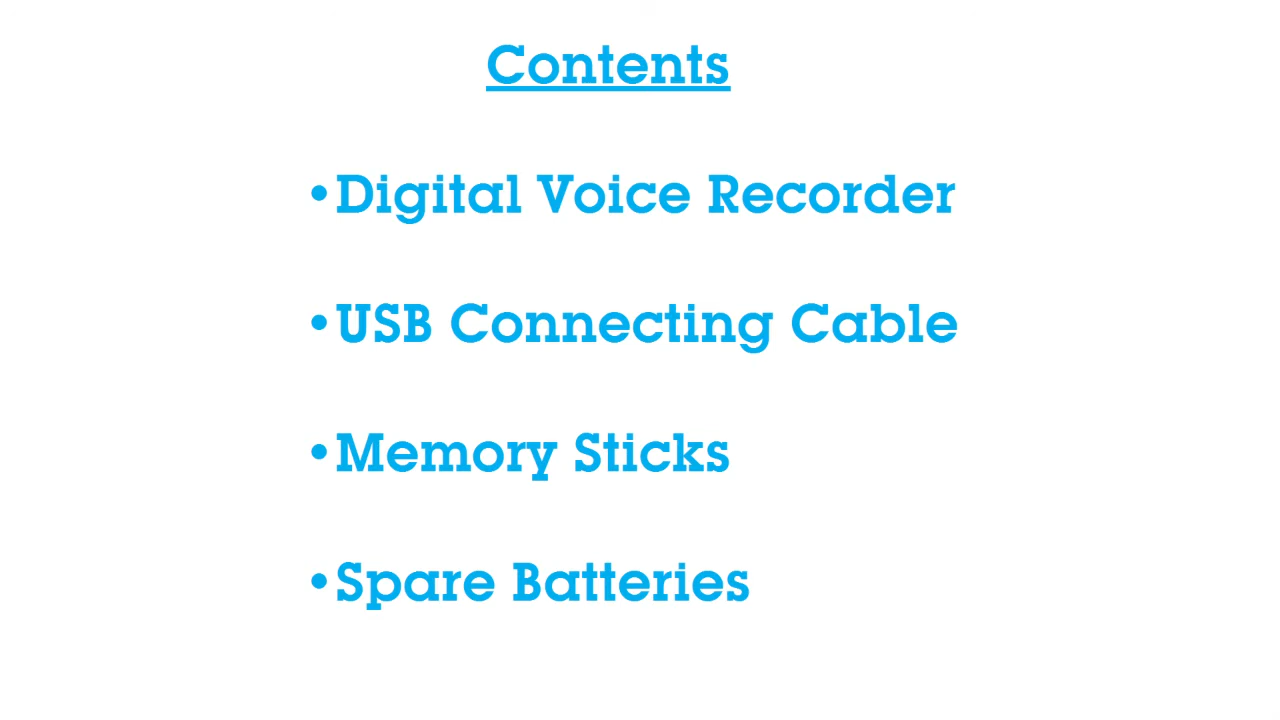 Contents
•Digital Voice Recorder
•USB Connecting Cable
•Memory Sticks
•Spare Batteries